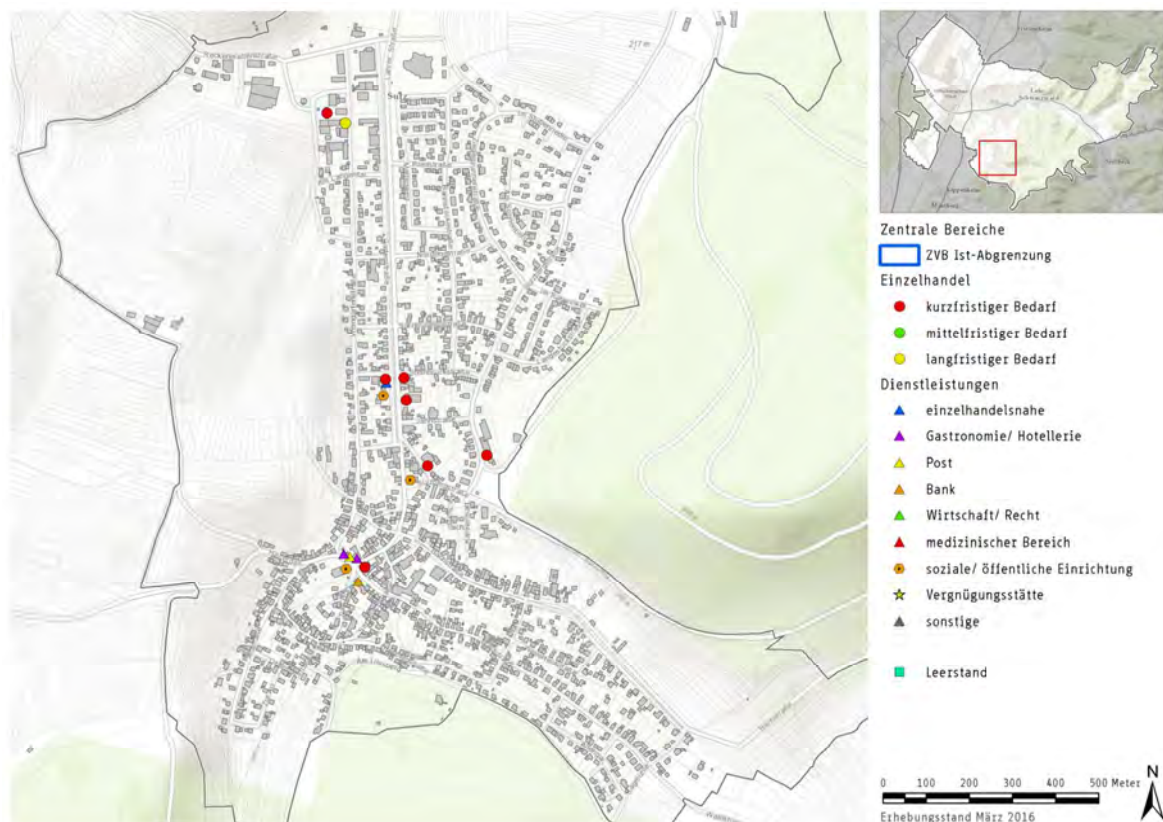 217 m
Sulz
Zentrale Bereiche
ZVB Ist-Abgrenzung
Einzelhandel
kurzfristiger Bedarf
mittelfristiger Bedarf
langfristiger Bedarf
Dienstleistungen
einzelhandelsnahe
Gastronomie/ Hotellerie
Post
Bank
Wirtschaft/ Recht
medizinischer Bereich
soziale/ öffentliche Einrichtung
Vergnügungsstätte
sonstige
Leerstand
0 100 200 300 400 500 Meter
N
Erhebungsstand März 2016